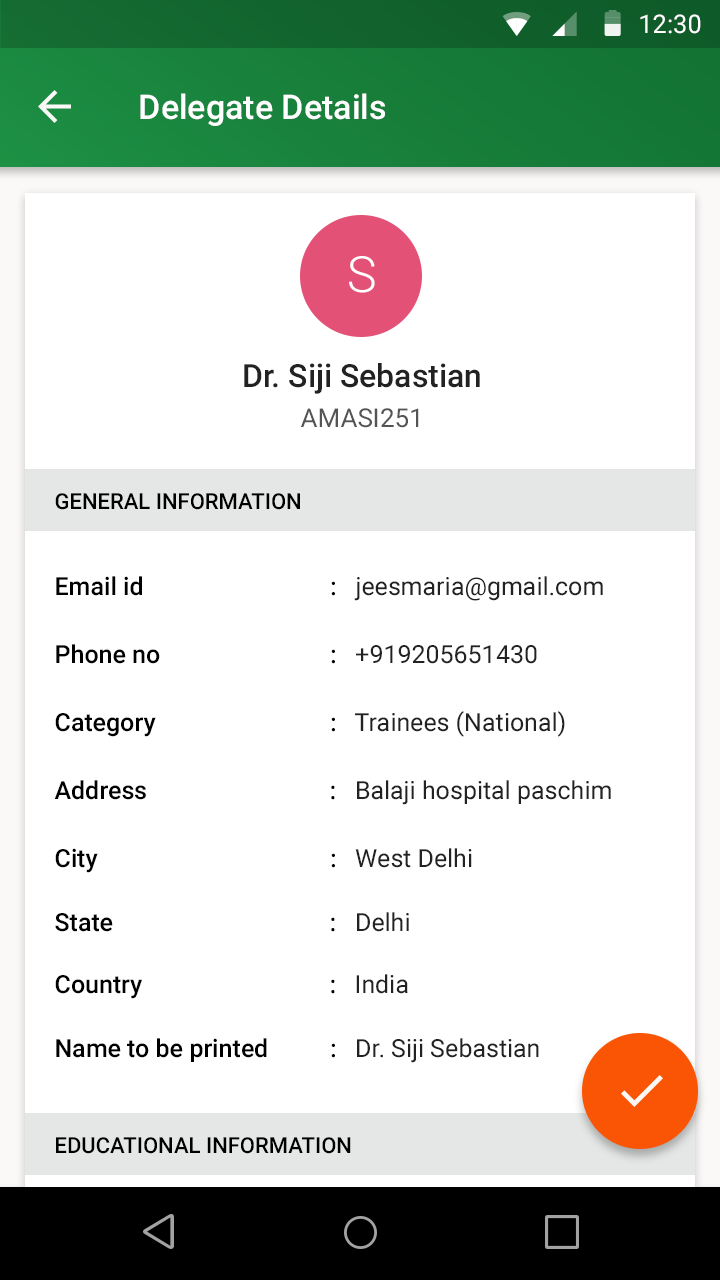 12:30
Delegate Details
S
Dr. Siji Sebastian
AMASI251
GENERAL INFORMATION
Email id : jeesmaria@gmail.com
Phone no : +919205651430
Category : Trainees (National)
Address : Balaji hospital paschim
City : West Delhi
State : Delhi
Country : India
Name to be printed : Dr. Siji Sebastian
EDUCATIONAL INFORMATION